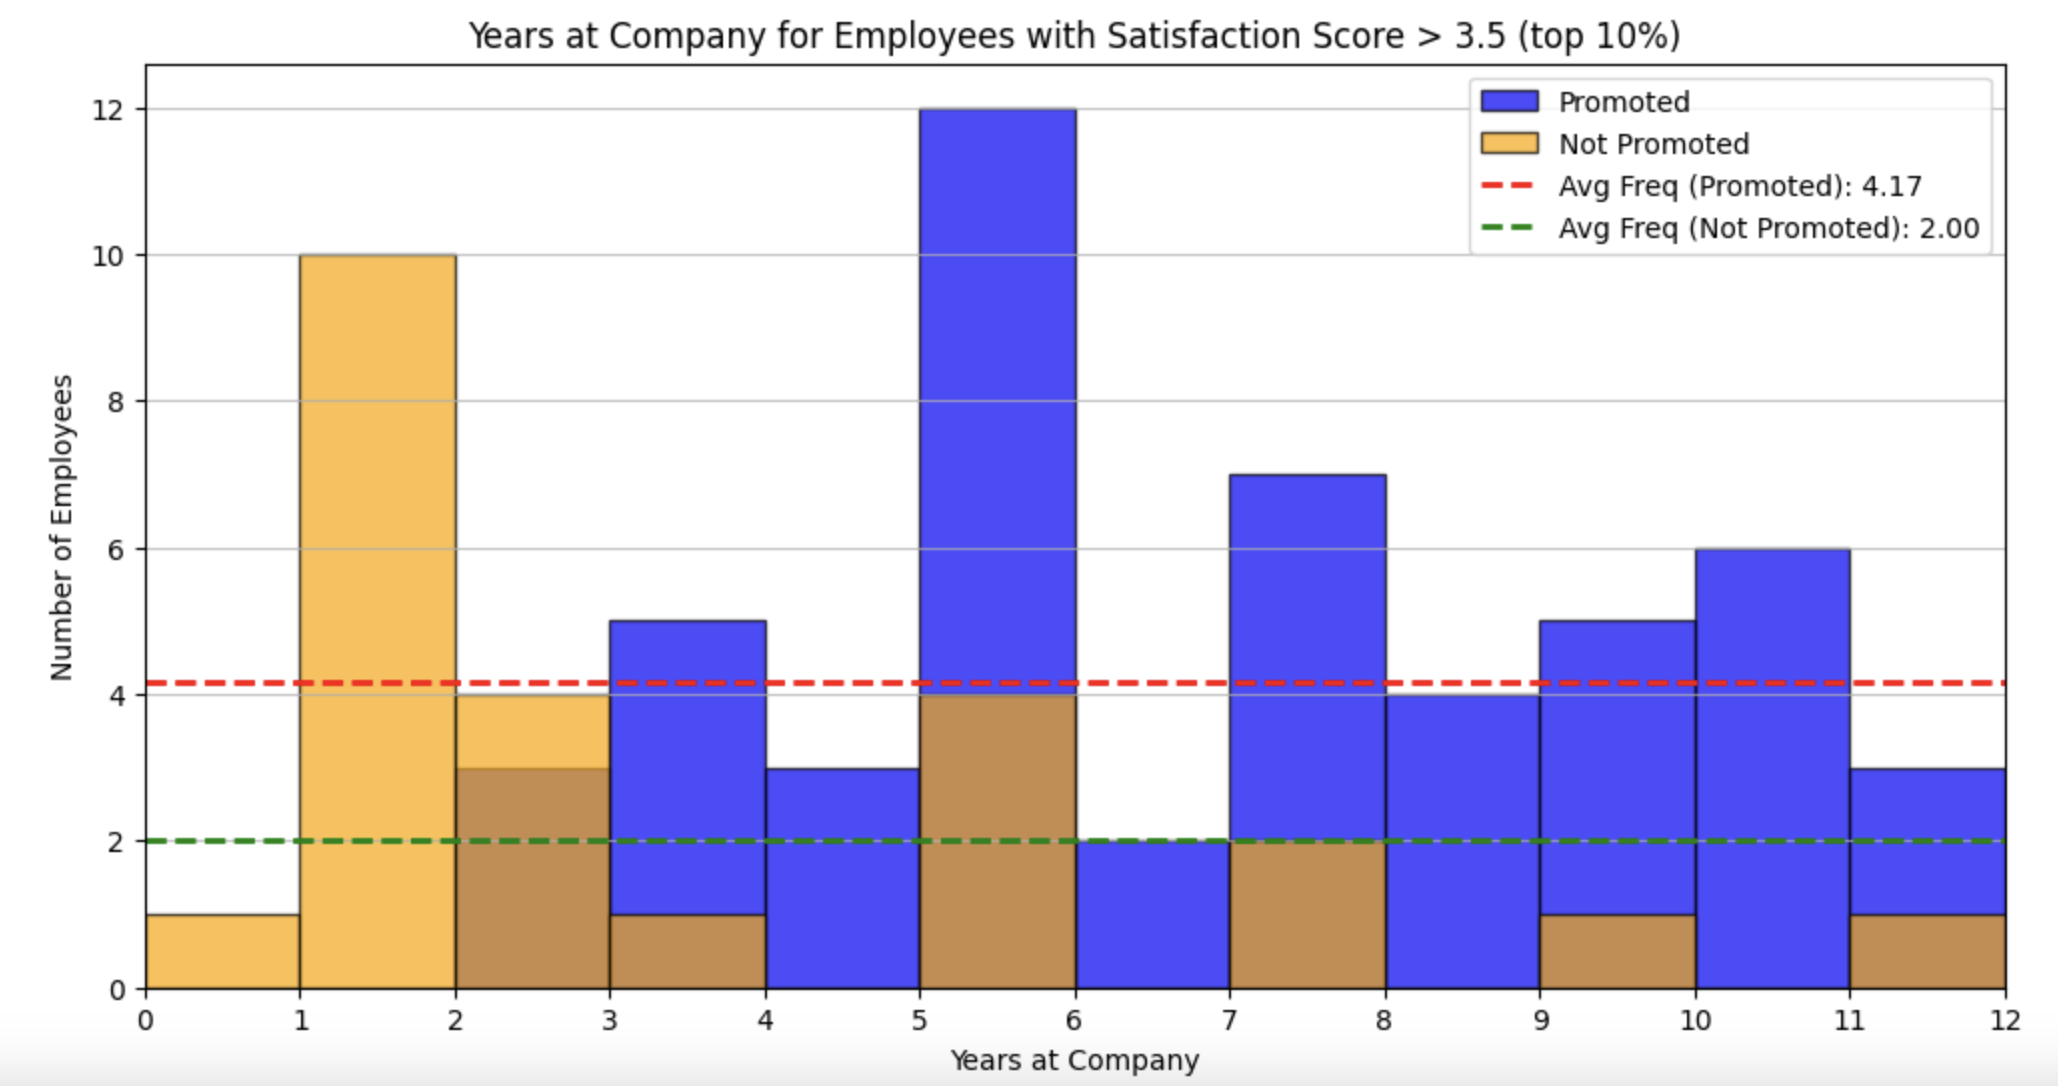 Years at Company for Employees with Satisfaction Score > 3.5 (top 10%)
Promoted
Not Promoted
Avg Freq (Promoted): 4.17
Avg Freq (Not Promoted): 2.00
Number of Employees
12
10
8
6
4
2
0
0 1 2 3 4 5 6 7 8 9 10 11 12
Years at Company